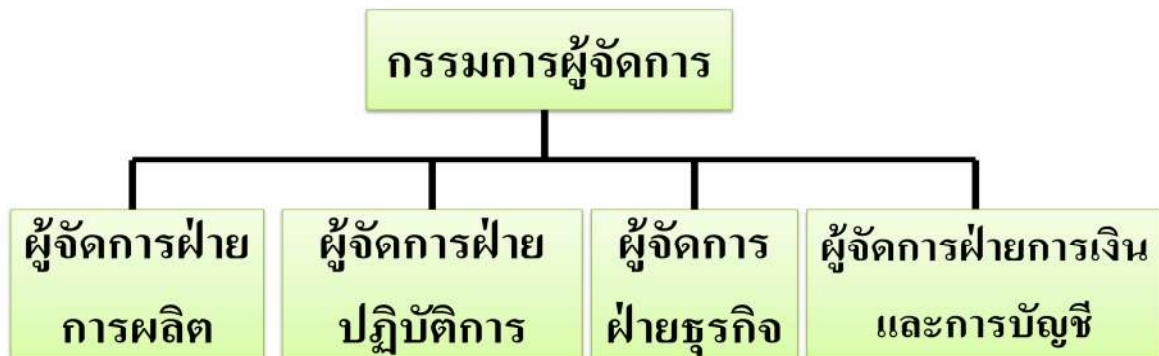 กรรมการผู้จัดการ
ผู้จัดการฝ่าย
การผลิต
ผู้จัดการฝ่าย
ปฏิบัติการ
ผู้จัดการ
ฝ่ายธุรกิจ
ผู้จัดการฝ่ายการเงิน
และการบัญชี